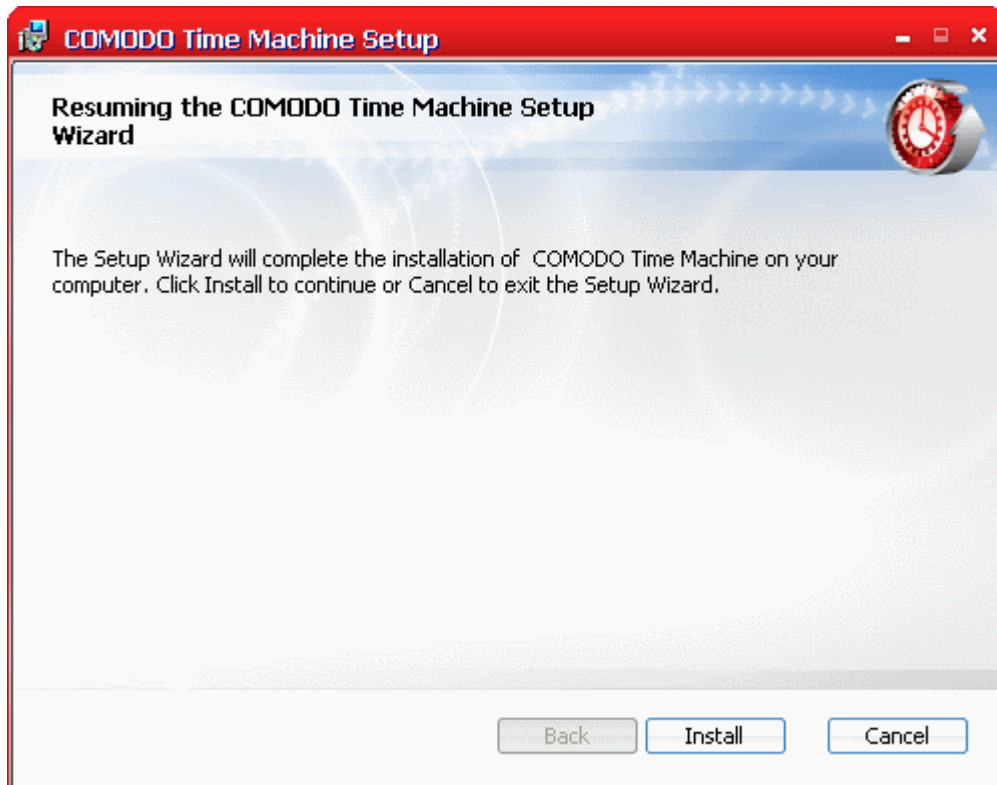 COMODO Time Machine Setup
Resuming the COMODO Time Machine Setup
Wizard
The Setup Wizard will complete the installation of COMODO Time Machine on your
computer. Click Install to continue or Cancel to exit the Setup Wizard.
Back Install Cancel